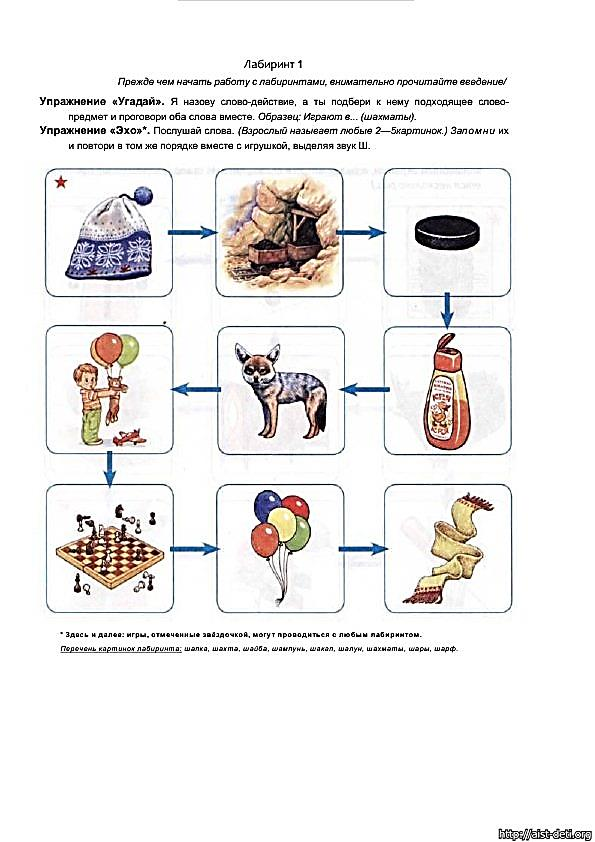 Лабиринт 1
Прежде чем начать работу с лабиринтами, внимательно прочитайте введение/
Упражнение «Угадай». Я назову слово-действие, а ты подбери к нему подходящее слово-
предмет и проговори оба слова вместе. Образец: Играют в... (шахматы).
Упражнение «Эхо»*. Послушай слова. (Взрослый называет любые 2—5картинок.) Запомни их
и повтори в том же порядке вместе с игрушкой, выделяя звук Ш.
* Здесь и далее: игры, отмеченные звёздочкой, могут проводиться с любым лабиринтом.
Перечень картинок лабиринта: шапка, шахта, шайба, шампунь, шакал, шалун, шахматы, шары, шарф.
http://aist-deti.org